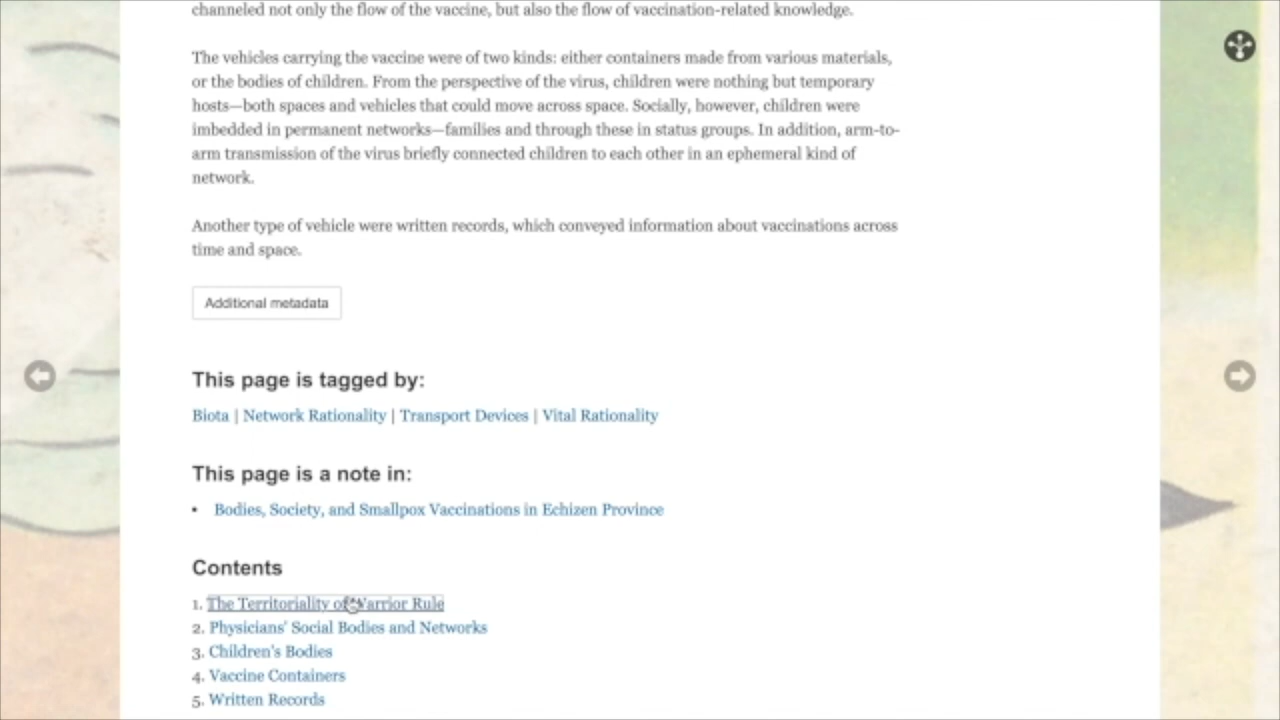 channeled not only the flow of the vaccine, but also the flow of vaccination-related knowledge.
The vehicles carrying the vaccine were of two kinds: either containers made from various materials,
or the bodies of children. From the perspective of the virus, children were nothing but temporary
hosts—both spaces and vehicles that could move across space. Socially, however, children were
imbedded in permanent networks—families and through these in status groups. In addition, arm-to-
arm transmission of the virus briefly connected children to each other in an ephemeral kind of
network.
Another type of vehicle were written records, which conveyed information about vaccinations across
time and space.
Additional metadata
This page is tagged by:
Biota | Network Rationality | Transport Devices | Vital Rationality
This page is a note in:
• Bodies, Society, and Smallpox Vaccinations in Echizen Province
Contents
1. The Territoriality of Warrior Rule
2. Physicians' Social Bodies and Networks
3. Children's Bodies
4. Vaccine Containers
5. Written Records